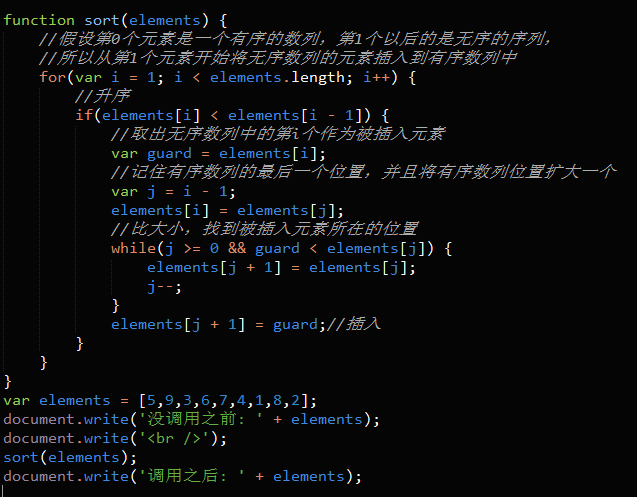 function sort(elements) {
    //假设第0个元素是一个有序的数列，第1个以后的是无序的序列，
    //所以从第1个元素开始将无序数列的元素插入到有序数列中
    for(var i = 1; i < elements.length; i++) {
        //升序
        if(elements[i] < elements[i - 1]) {
            //取出无序数列中的第i个作为被插入元素
            var guard = elements[i];
            //记住有序数列的最后一个位置，并且将有序数列位置扩大一个
            var j = i - 1;
            elements[i] = elements[j];
            //比大小，找到被插入元素所在的位置
            while(j >= 0 && guard < elements[j]) {
                elements[j + 1] = elements[j];
                j--;
            }
            elements[j + 1] = guard;//插入
        }
    }
}
var elements = [5,9,3,6,7,4,1,8,2];
document.write('没调用之前: ' + elements);
document.write('<br />');
sort(elements);
document.write('调用之后: ' + elements);